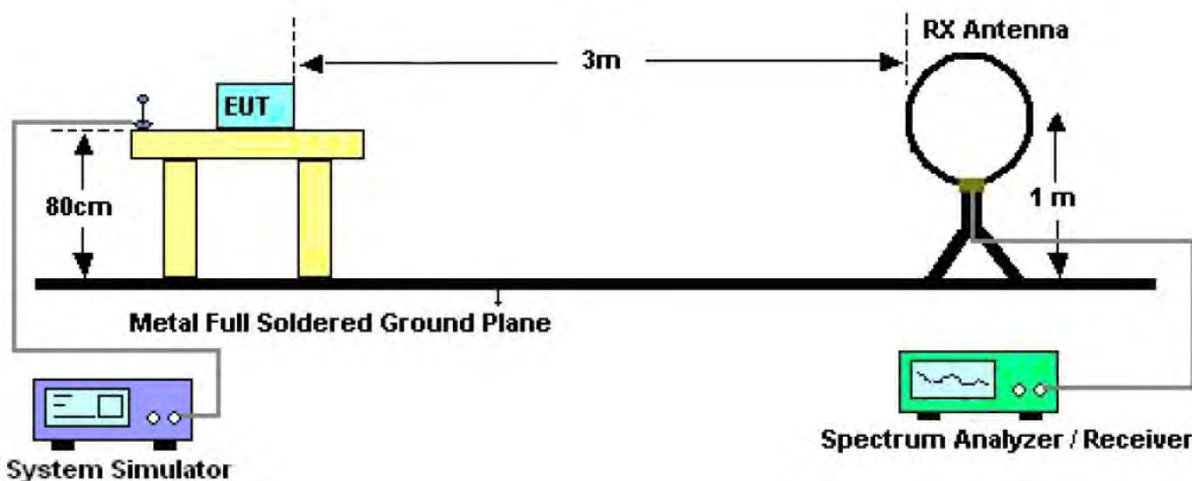 RX Antenna
3m
EUT
80cm
1 m
Metal Full Soldered Ground Plane
System Simulator
Spectrum Analyzer / Receiver